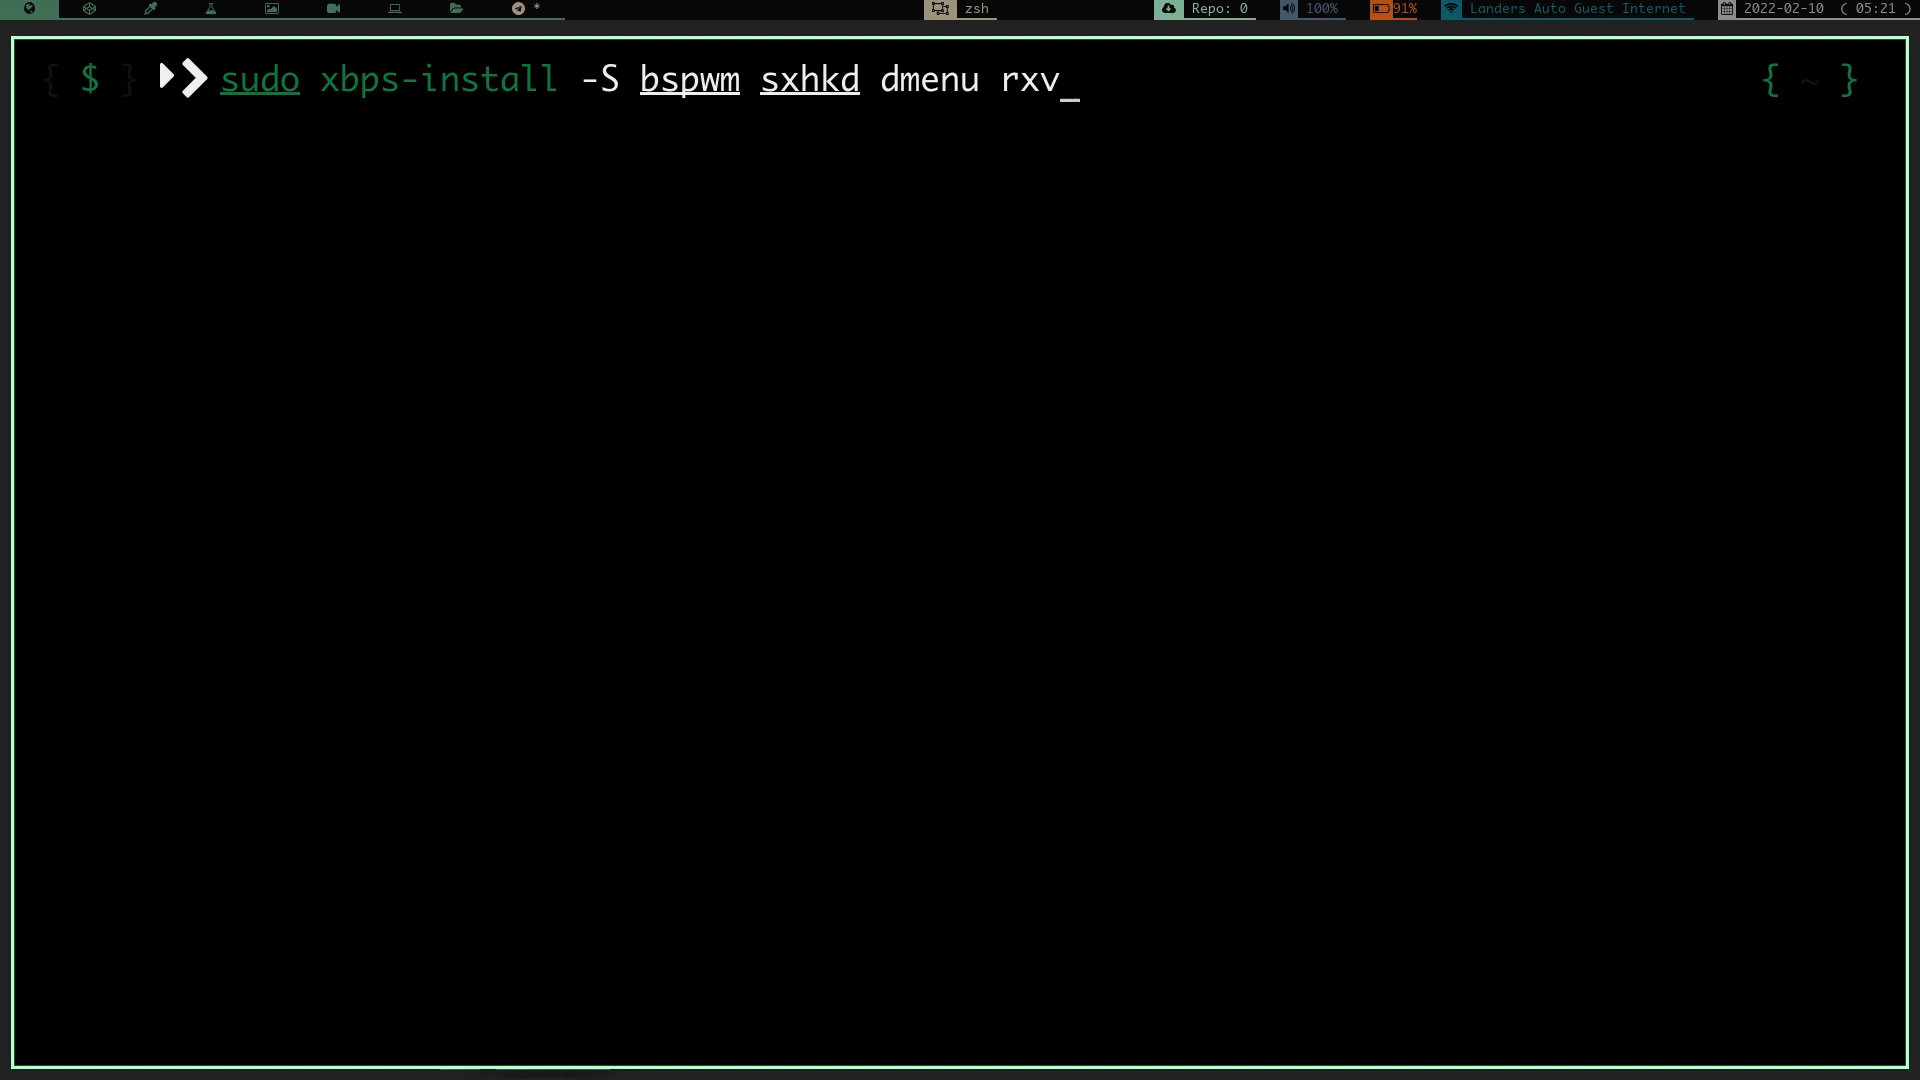 * zsh Repo: 0 100% 91% Landers Auto Guest Internet 2022-02-10 ( 05:21 )
{ $ } sudo xbps-install -S bspwm sxhkd dmenu rxv_ { ~ }